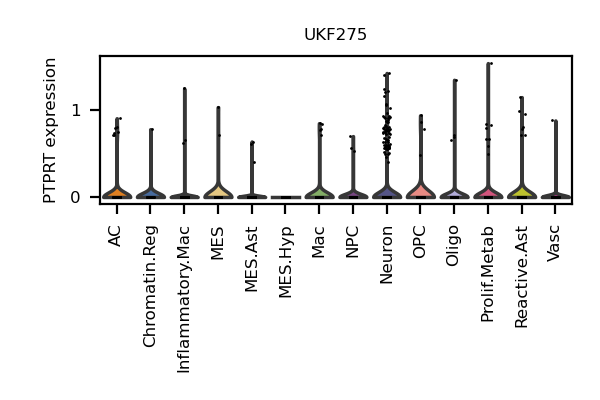 UKF275
PTPRT expression
1
0
AC
Chromatin.Reg
Inflammatory.Mac
MES
MES.Ast
MES.Hyp
Mac
NPC
Neuron
OPC
Oligo
Prolif.Metab
Reactive.Ast
Vasc